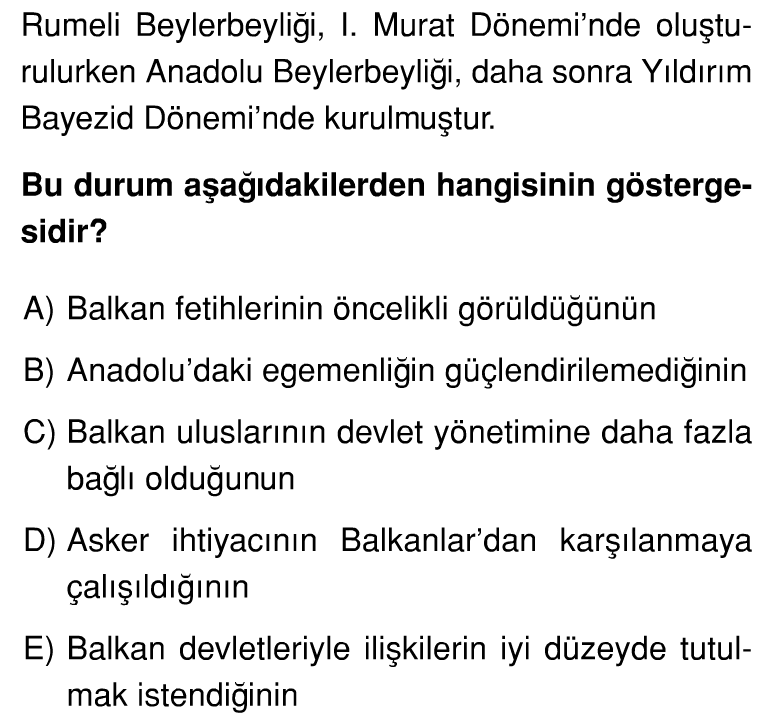 Rumeli Beylerbeyliği, I. Murat Dönemi’nde oluştu-
rulurken Anadolu Beylerbeyliği, daha sonra Yıldırım
Bayezid Dönemi’nde kurulmuştur.
Bu durum aşağıdakilerden hangisinin gösterge-
sidir?
A) Balkan fetihlerinin öncelikli görüldüğünün
B) Anadolu’daki egemenliğin güçlendirilemediğinin
C) Balkan uluslarının devlet yönetimine daha fazla
bağlı olduğunun
D) Asker ihtiyacının Balkanlar’dan karşılanmaya
çalışıldığının
E) Balkan devletleriyle ilişkilerin iyi düzeyde tutul-
mak istendiğinin